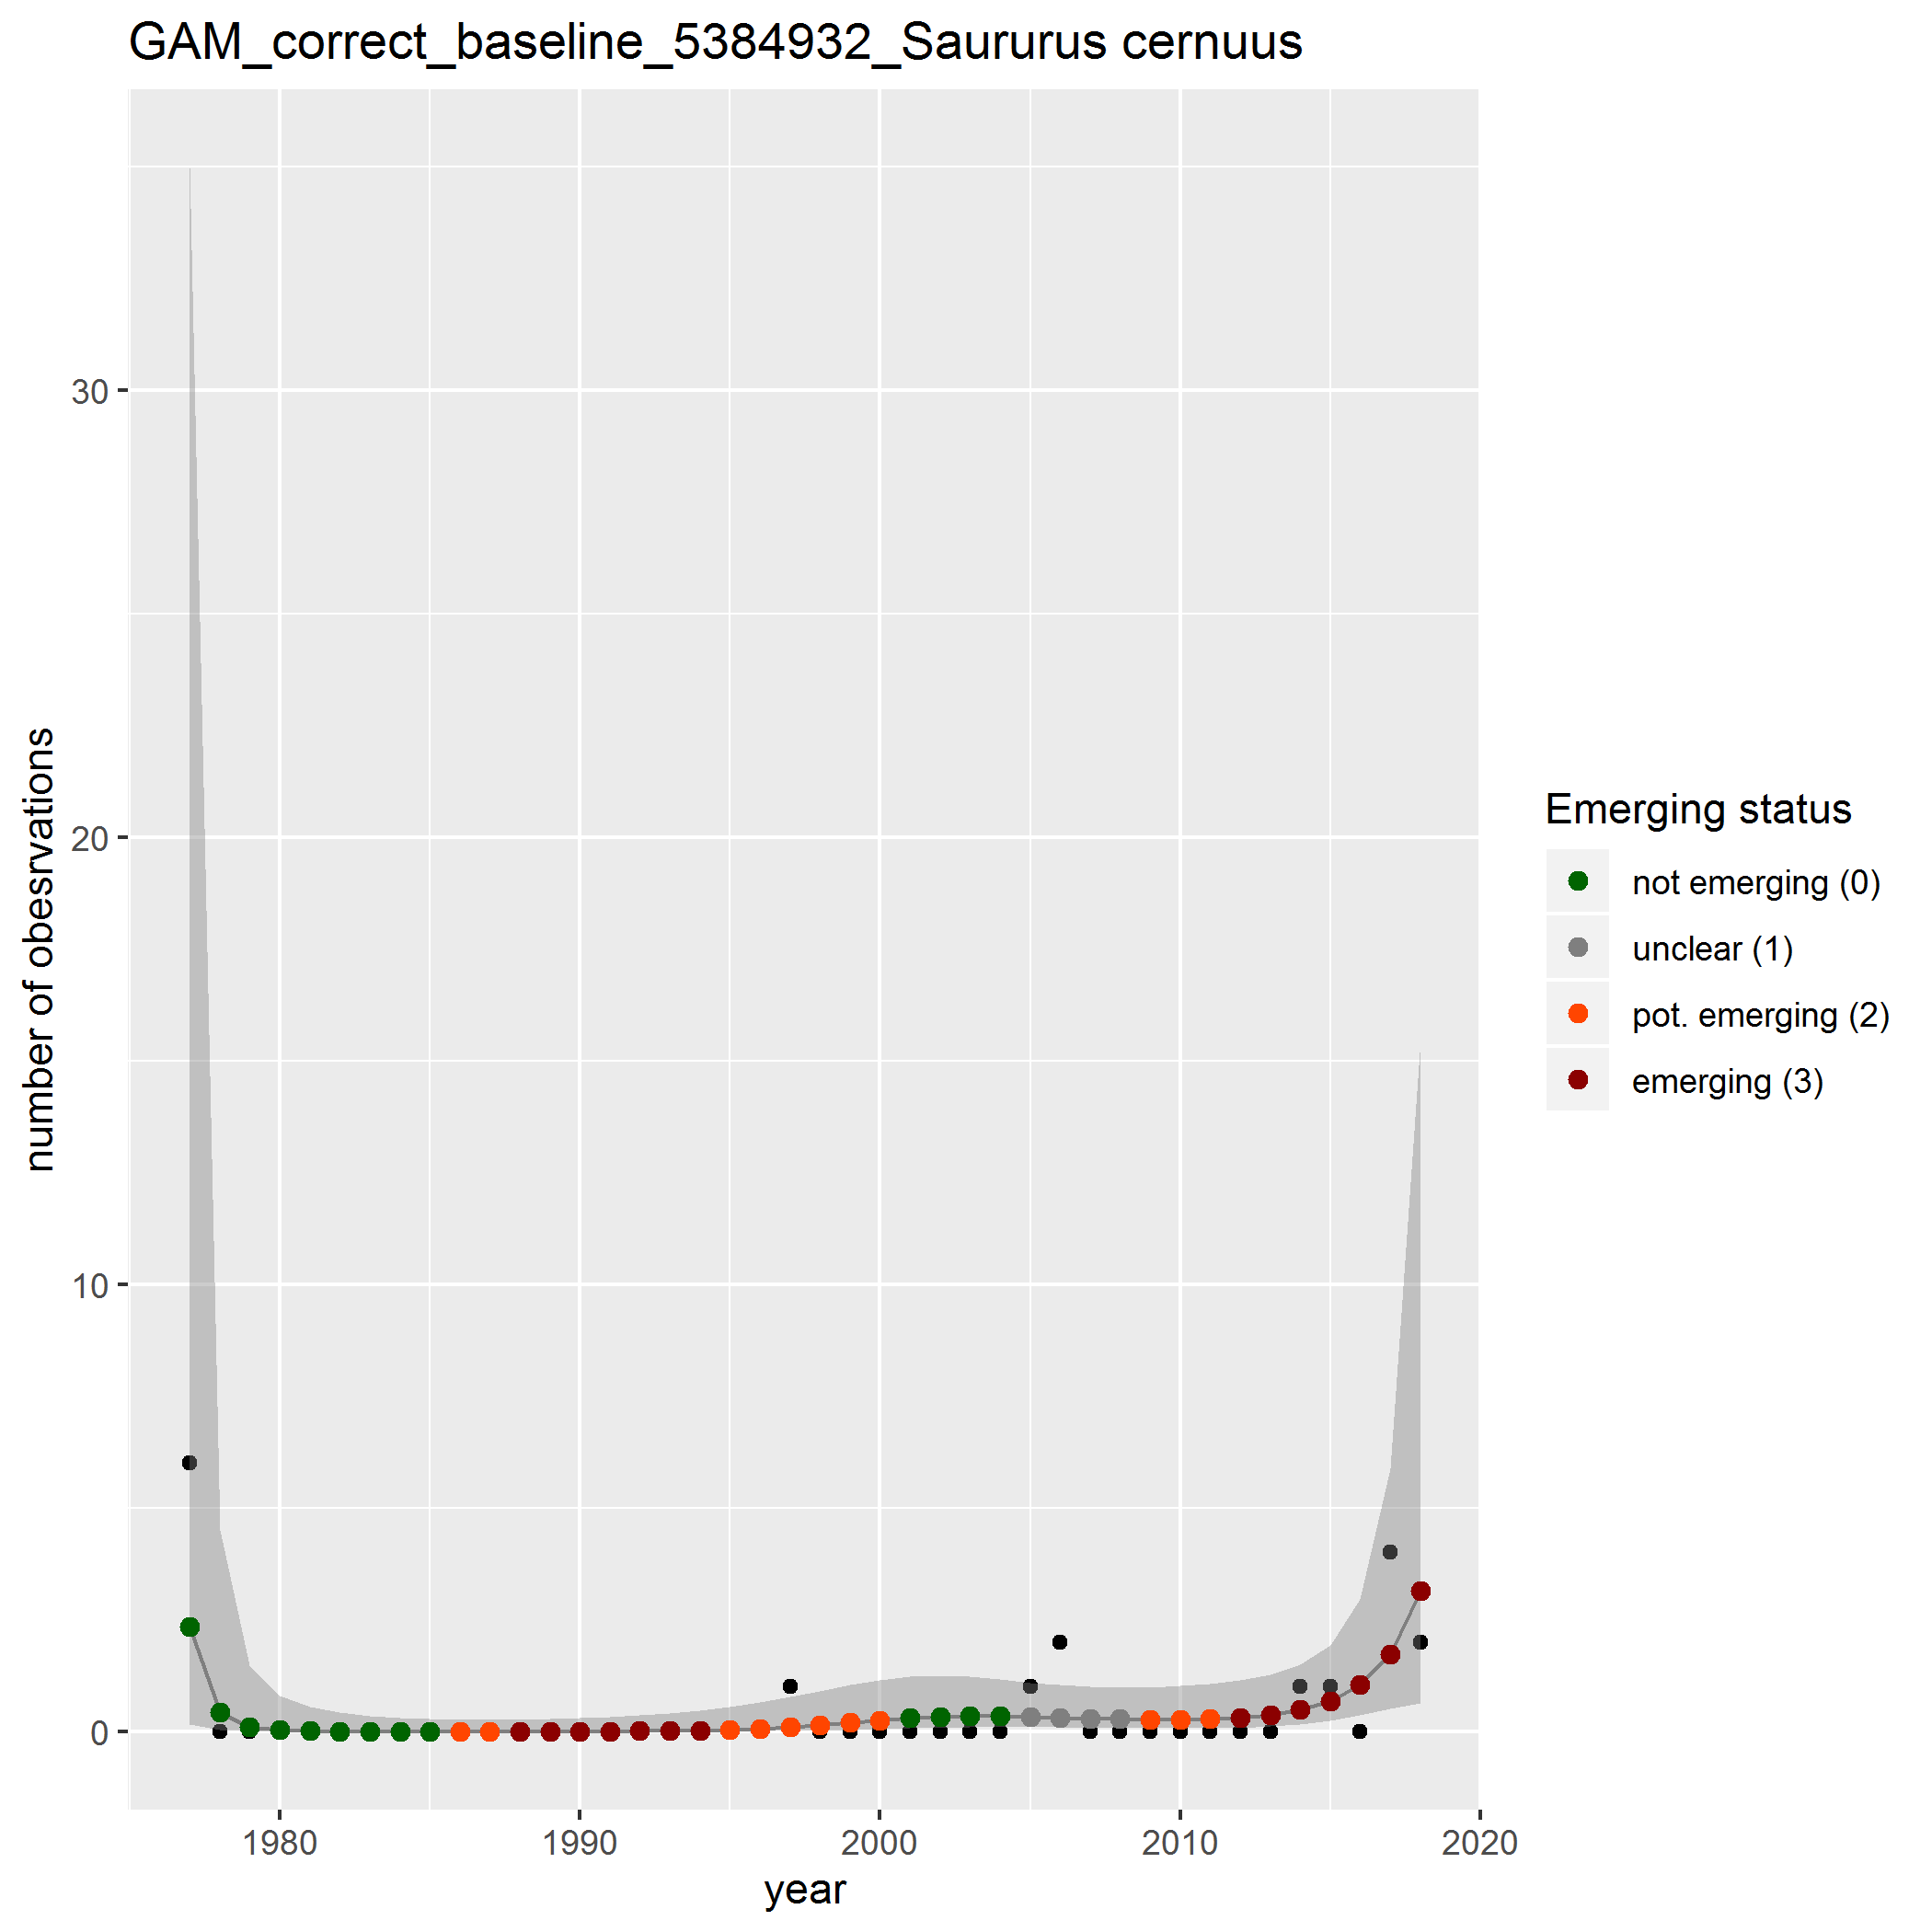 GAM_correct_baseline_5384932_Saururus cernuus
number of obesrvations
30
20
10
0
1980
1990
2000
2010
2020
year
Emerging status
not emerging (0)
unclear (1)
pot. emerging (2)
emerging (3)